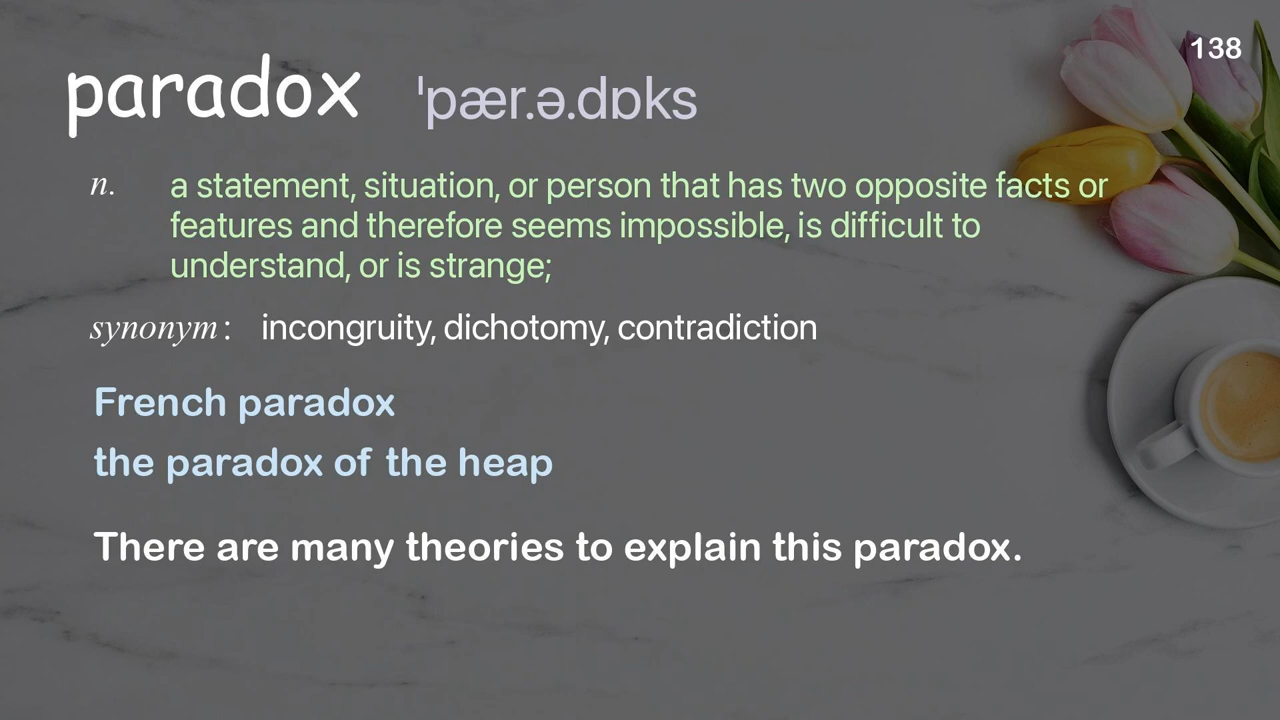 138
paradox ˈpær.ə.dɒks
n. a statement, situation, or person that has two opposite facts or
features and therefore seems impossible, is difficult to
understand, or is strange;
synonym: incongruity, dichotomy, contradiction
French paradox
the paradox of the heap
There are many theories to explain this paradox.